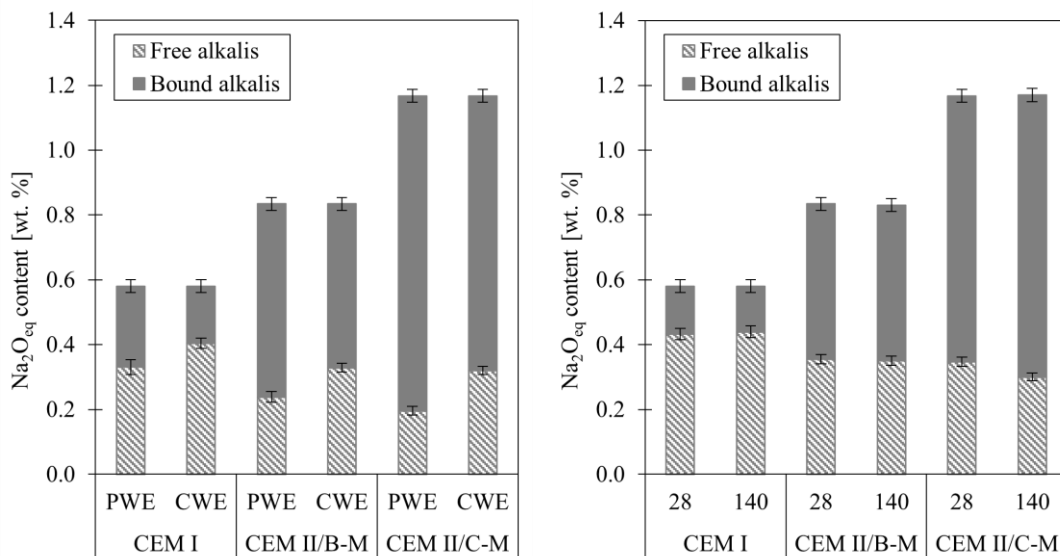 1.4
1.2
1.0
0.8
0.6
0.4
0.2
0.0
Na₂Oeq content [wt. %]
Free alkalis
Bound alkalis
PWE CWE PWE CWE PWE CWE
CEM I CEM II/B-M CEM II/C-M
1.4
1.2
1.0
0.8
0.6
0.4
0.2
0.0
Na₂Oeq content [wt. %]
Free alkalis
Bound alkalis
28 140 28 140 28 140
CEM I CEM II/B-M CEM II/C-M